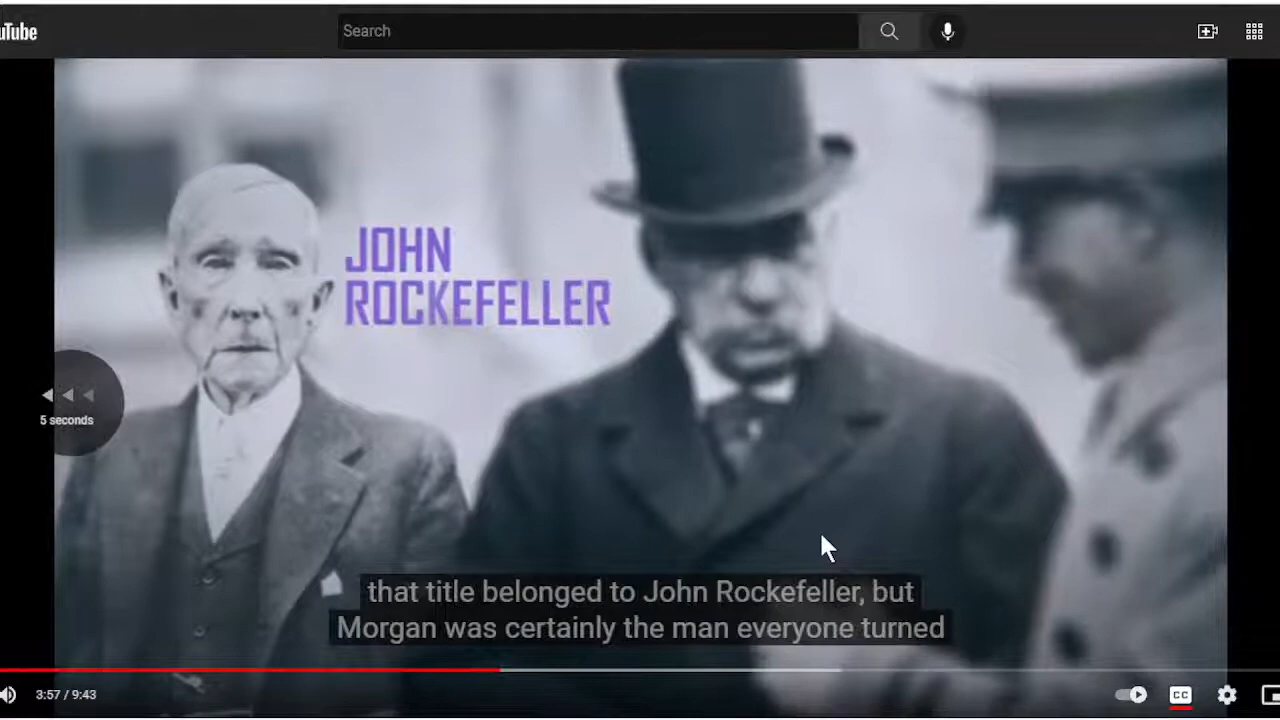 uTube
Search
JOHN
ROCKEFELLER
5 seconds
that title belonged to John Rockefeller, but
Morgan was certainly the man everyone turned
3:57 / 9:43
CC